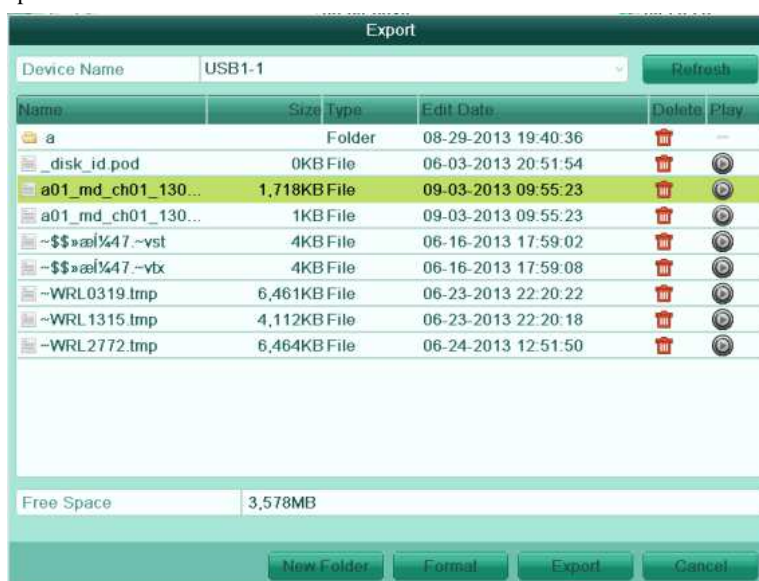 Export
Device Name USB1-1 Refresh
Name Size Type Edit Date Delete Play
a Folder 08-29-2013 19:40:36
_disk_id.pod 0KB File 06-03-2013 20:51:54
a01_md_ch01_130... 1,718KB File 09-03-2013 09:55:23
a01_md_ch01_130... 1KB File 09-03-2013 09:55:23
~$$»æÍ¼47.~vst 4KB File 06-16-2013 17:59:02
~$$»æÍ¼47.~vtx 4KB File 06-16-2013 17:59:08
~WRL0319.tmp 6,461KB File 06-23-2013 22:20:22
~WRL1315.tmp 4,112KB File 06-23-2013 22:20:18
~WRL2772.tmp 6,464KB File 06-24-2013 12:51:50
Free Space 3,578MB
New Folder Format Export Cancel